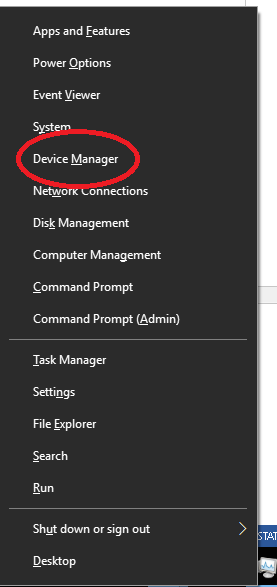 Apps and Features
Power Options
Event Viewer
System
Device Manager
Network Connections
Disk Management
Computer Management
Command Prompt
Command Prompt (Admin)
Task Manager
Settings
File Explorer
Search
Run
Shut down or sign out
STAT
Desktop